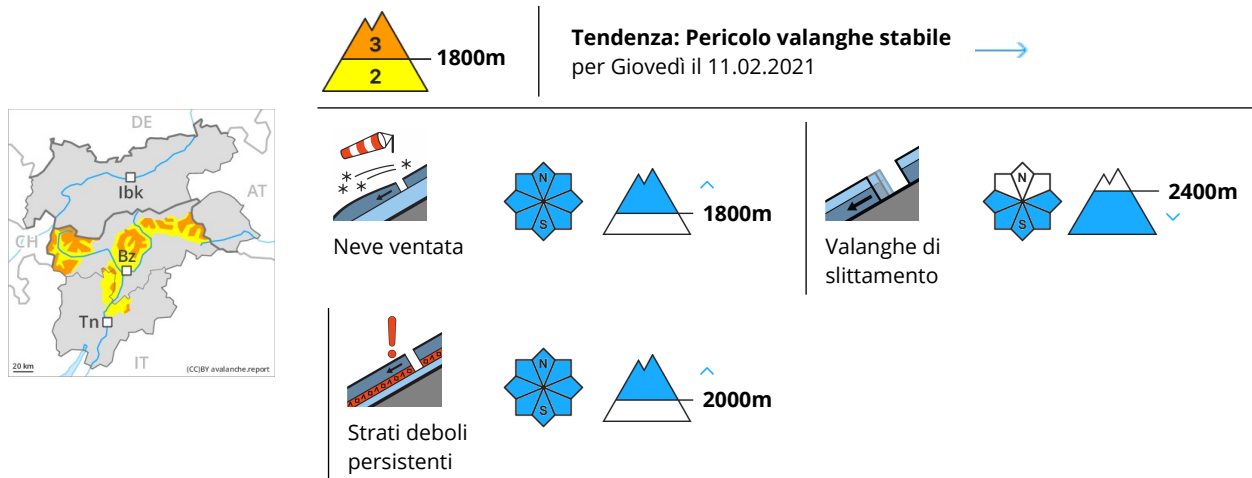 3
2
1800m
Tendenza: Pericolo valanghe stabile
per Giovedì il 11.02.2021
DE
Ibk
AT
CH
Bz
Tn
IT
20 km
(CC)BY avalanche.report
N
S
1800m
Neve ventata
N
S
2400m
Valanghe di
slittamento
N
S
2000m
Strati deboli
persistenti